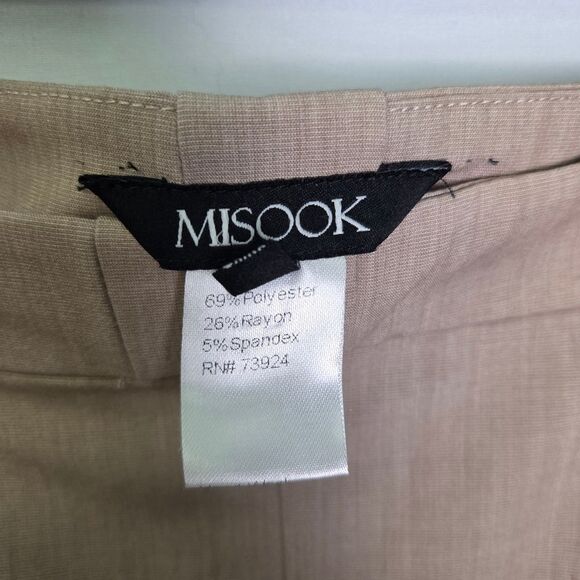 MISOOK
69% Polyester
26% Rayon
5% Spandex
RN# 73924